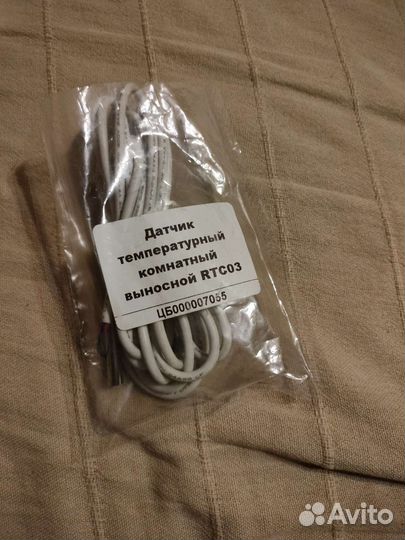 Датчик
температурный
комнатный
выносной RTC03
ЦБ000007055
Avito